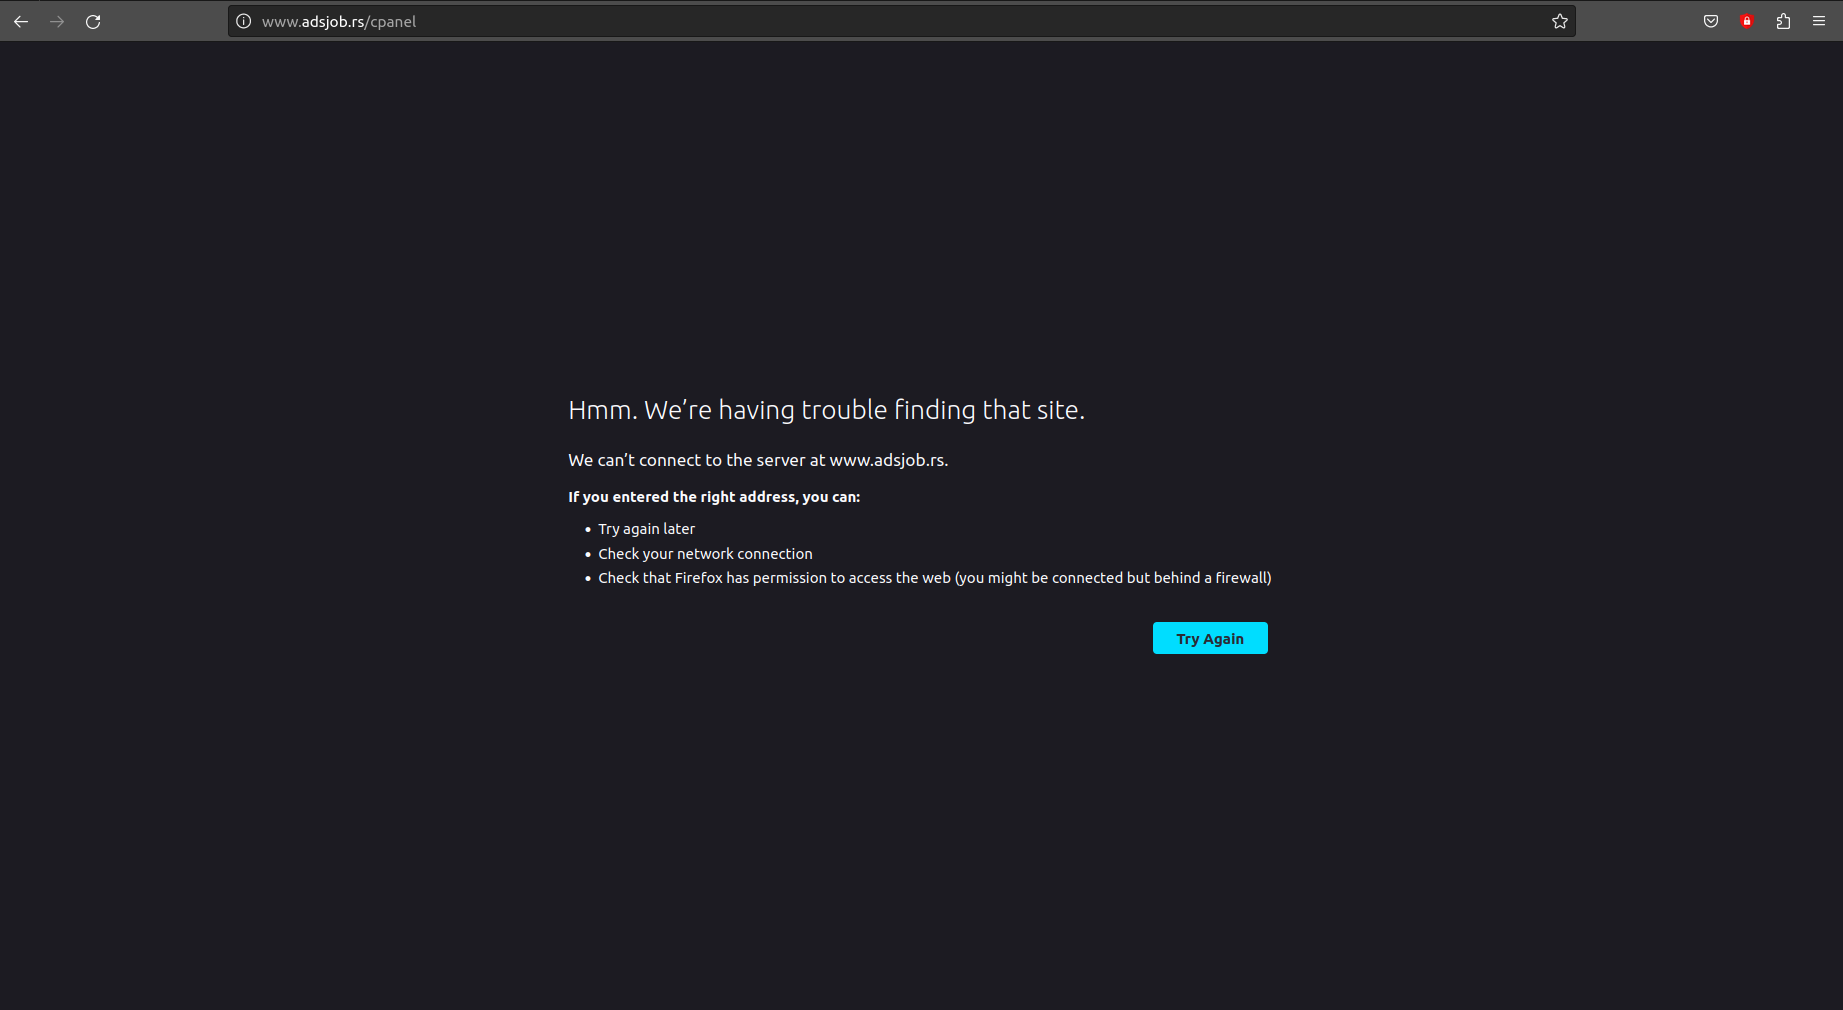 www.adsjob.rs/cpanel
Hmm. We’re having trouble finding that site.
We can’t connect to the server at www.adsjob.rs.
If you entered the right address, you can:
• Try again later
• Check your network connection
• Check that Firefox has permission to access the web (you might be connected but behind a firewall)
Try Again